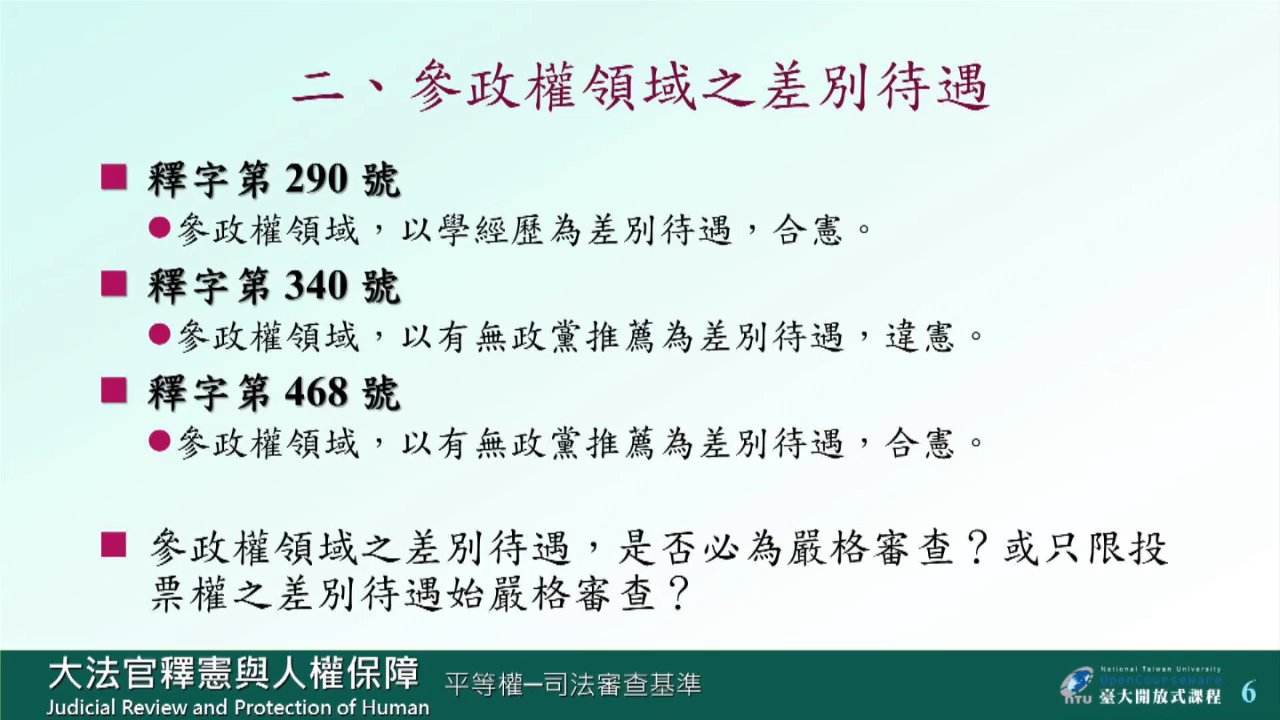 二、參政權領域之差別待遇
釋字第 290 號
參政權領域，以學經歷為差別待遇，合憲。
釋字第 340 號
參政權領域，以有無政黨推薦為差別待遇，違憲。
釋字第 468 號
參政權領域，以有無政黨推薦為差別待遇，合憲。
參政權領域之差別待遇，是否必為嚴格審查？或只限投
票權之差別待遇始嚴格審查？
大法官釋憲與人權保障
Judicial Review and Protection of Human
平等權─司法審查基準
National Taiwan University
OpenCourseware
NTU 臺大開放式課程
6